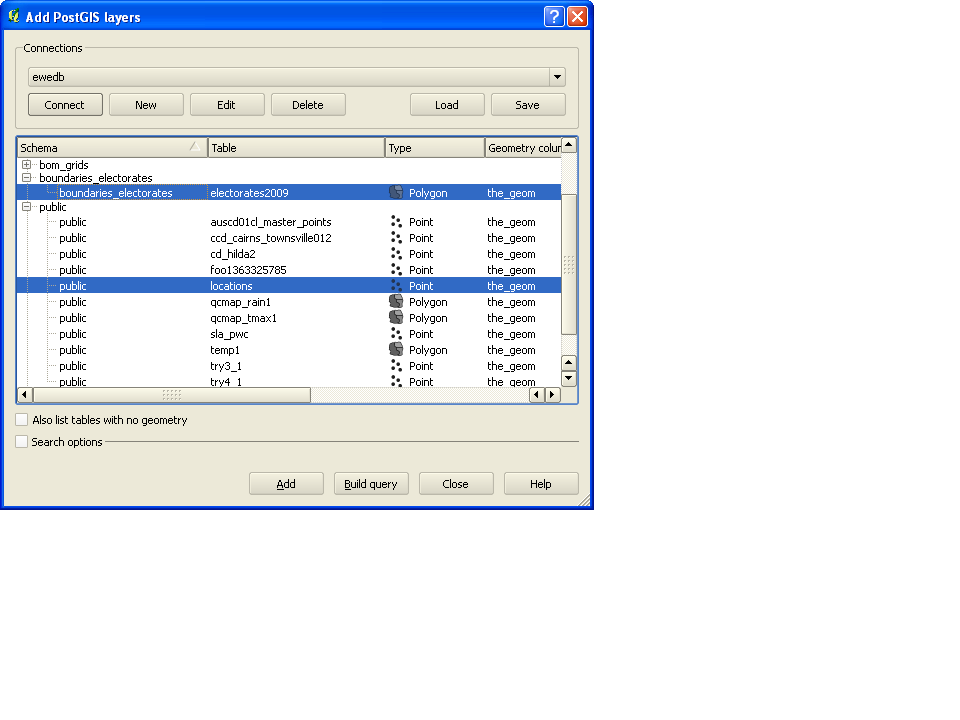 Add PostGIS layers
Connections
ewedb
Connect New Edit Delete Load Save
Schema Table Type Geometry colur
bom_grids
boundaries_electorates
boundaries_electorates electorates2009 Polygon the_geom
public
public auscd01cl_master_points Point the_geom
public ccd_cairns_townsville012 Point the_geom
public cd_hilda2 Point the_geom
public foo1363325785 Point the_geom
public locations Point the_geom
public qcmap_rain1 Polygon the_geom
public qcmap_tmax1 Polygon the_geom
public sla_pwc Point the_geom
public temp1 Polygon the_geom
public try3_1 Point the_geom
public try4_1 Point the_geom
Also list tables with no geometry
Search options
Add Build query Close Help